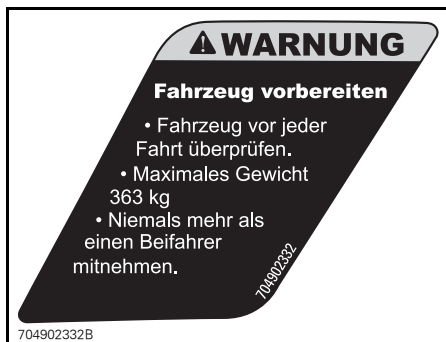 WARNUNG
Fahrzeug vorbereiten
• Fahrzeug vor jeder
Fahrt überprüfen.
• Maximales Gewicht
363 kg
• Niemals mehr als
einen Beifahrer
mitnehmen.
704902332
704902332B